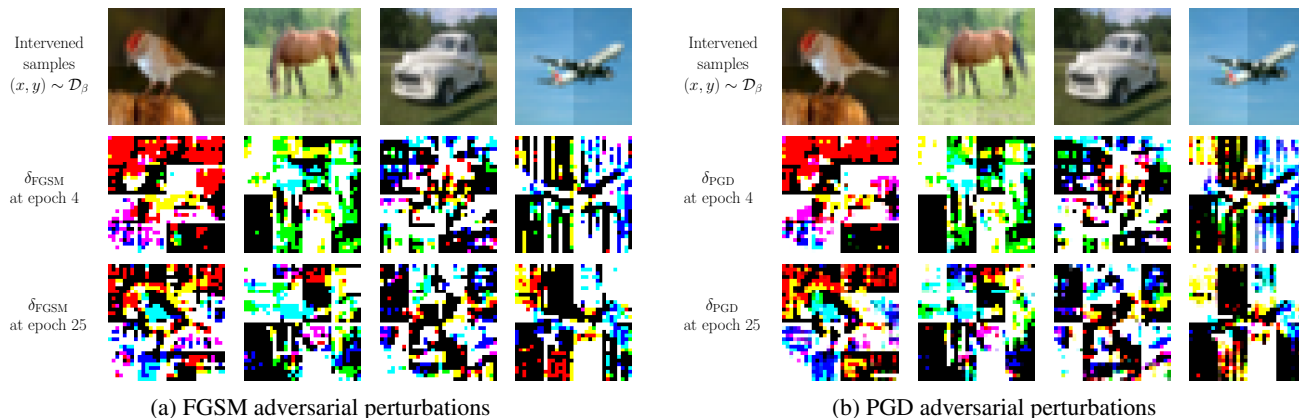 Intervened
samples
(x, y) ∼ 𝒟_β
δ_FGSM
at epoch 4
δ_FGSM
at epoch 25
(a) FGSM adversarial perturbations
Intervened
samples
(x, y) ∼ 𝒟_β
δ_PGD
at epoch 4
δ_PGD
at epoch 25
(b) PGD adversarial perturbations